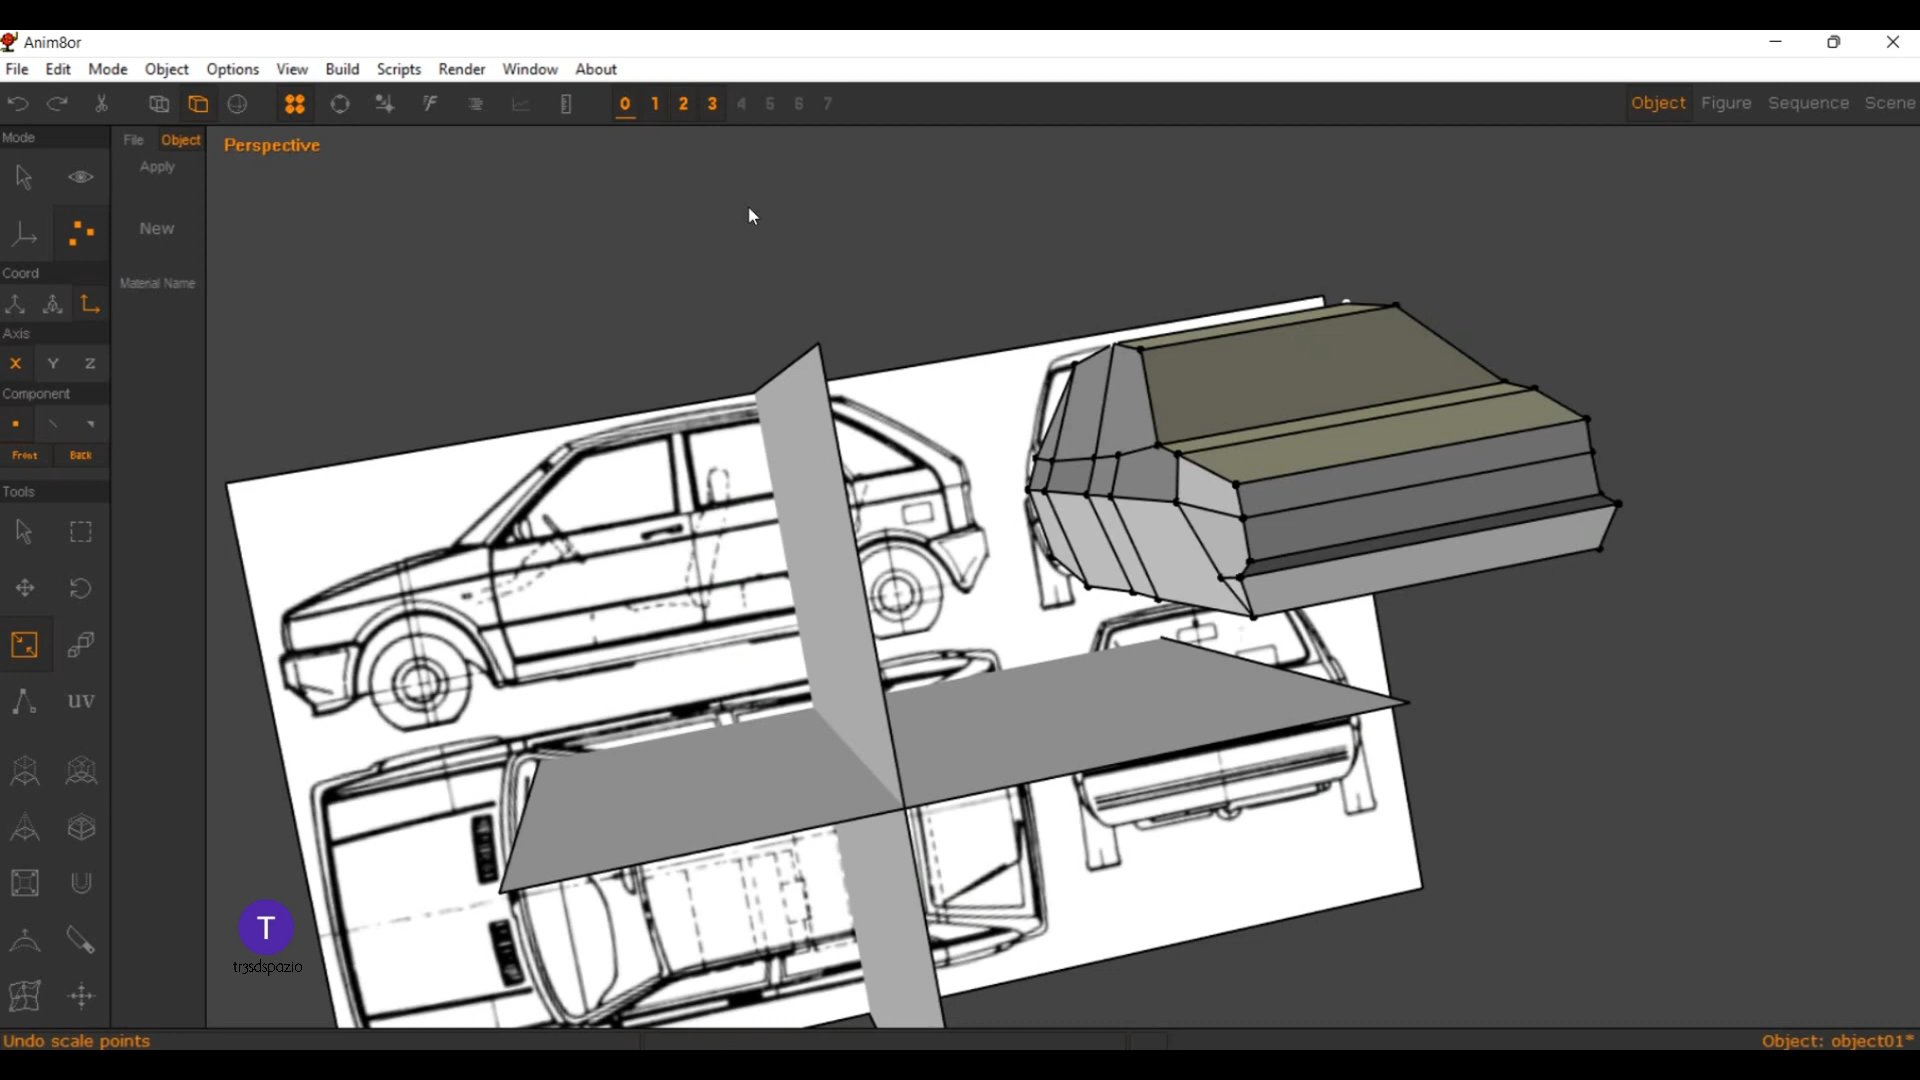 Anim8or
File Edit Mode Object Options View Build Scripts Render Window About
0 1 2 3 4 5 6 7
Object Figure Sequence Scene
Mode
File Object
Perspective
Apply
New
Coord
Material Name
Axis
X Y Z
Component
Front Back
Tools
UV
T
tr3sdspazio
Undo scale points
Object: object01*